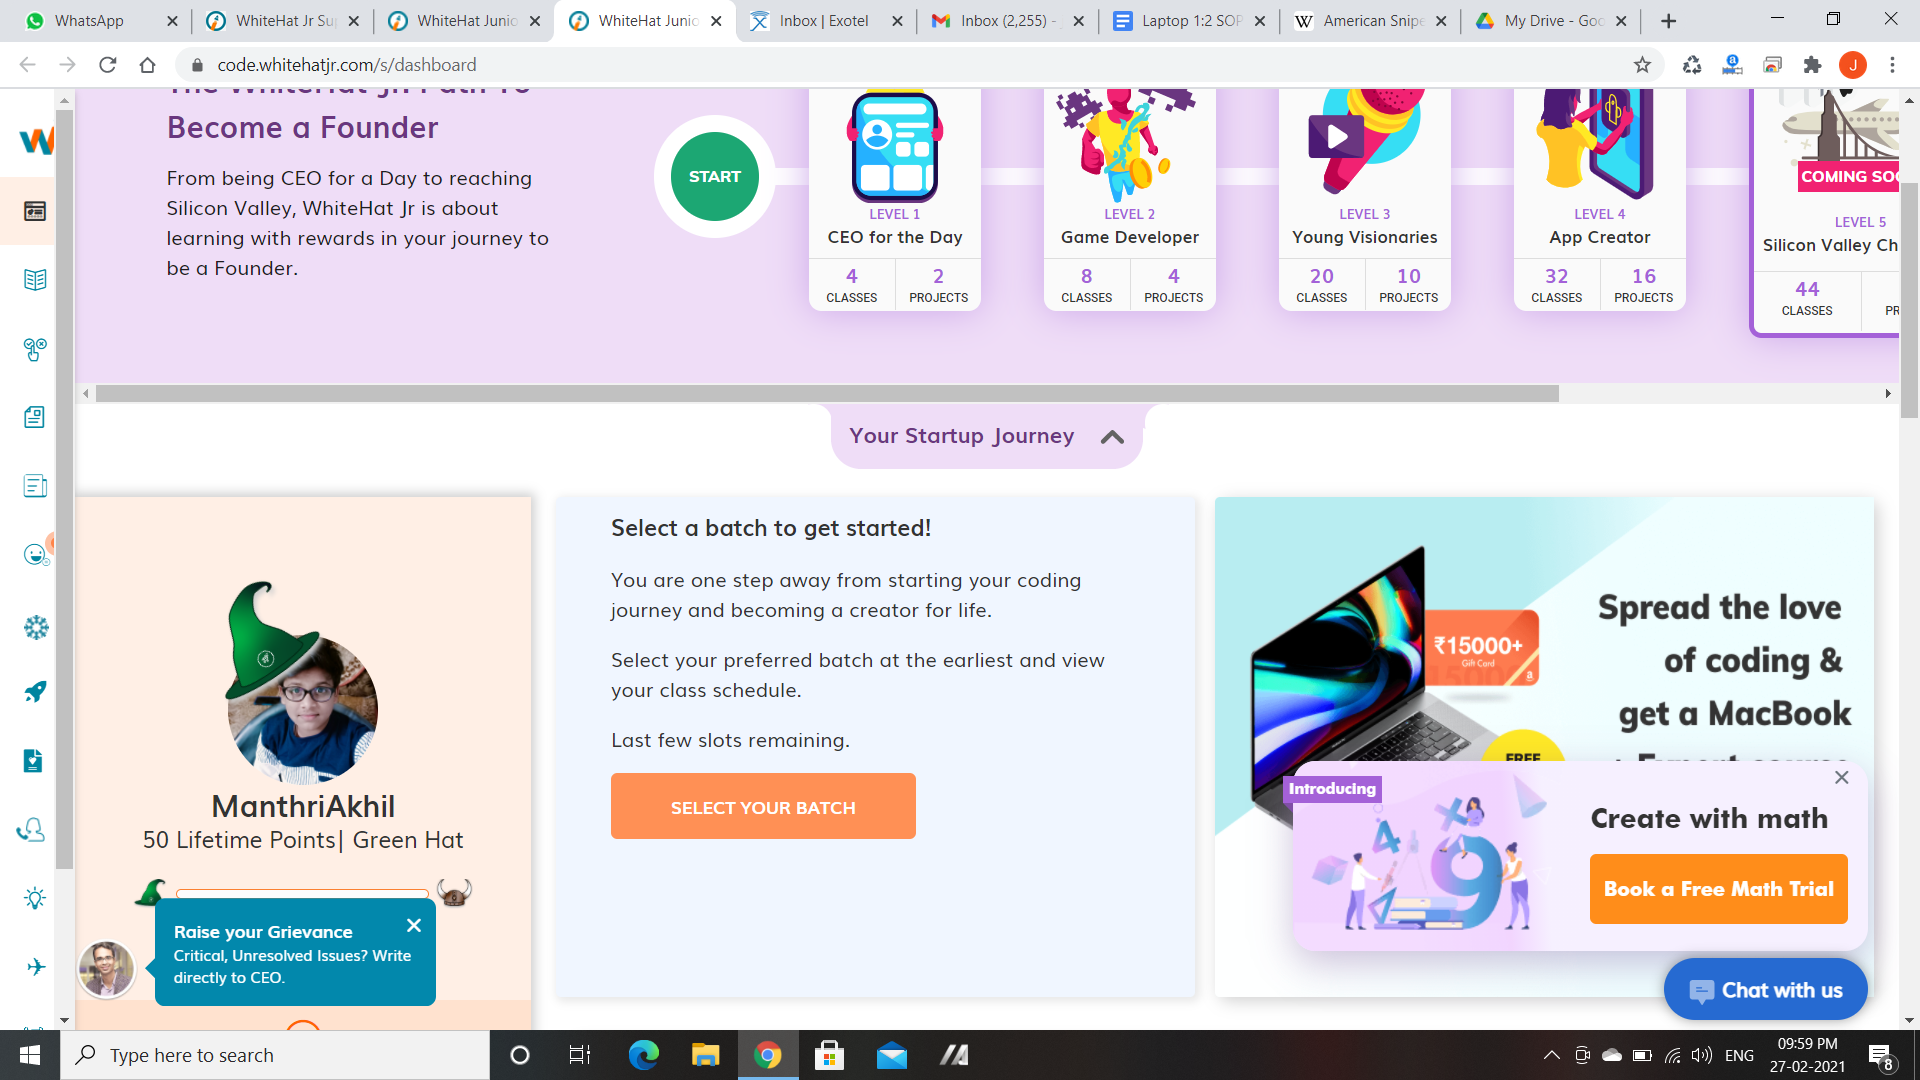 WhatsApp
WhiteHat Jr Su
WhiteHat Junio
WhiteHat Junio
Inbox | Exotel
Inbox (2,255) -
Laptop 1:2 SOP
American Snipe
My Drive - Goo
code.whitehatjr.com/s/dashboard
J
The WhiteHat Jr. Path To
Become a Founder
From being CEO for a Day to reaching
Silicon Valley, WhiteHat Jr is about
learning with rewards in your journey to
be a Founder.
START
LEVEL 1
CEO for the Day
4 CLASSES
2 PROJECTS
LEVEL 2
Game Developer
8 CLASSES
4 PROJECTS
LEVEL 3
Young Visionaries
20 CLASSES
10 PROJECTS
LEVEL 4
App Creator
32 CLASSES
16 PROJECTS
COMING SOO
LEVEL 5
Silicon Valley Ch
44 CLASSES
PR
Your Startup Journey
ManthriAkhil
50 Lifetime Points| Green Hat
Raise your Grievance
Critical, Unresolved Issues? Write
directly to CEO.
Select a batch to get started!
You are one step away from starting your coding
journey and becoming a creator for life.
Select your preferred batch at the earliest and view
your class schedule.
Last few slots remaining.
SELECT YOUR BATCH
₹15000+
Gift Card
Spread the love
of coding &
get a MacBook
FREE
Introducing
Create with math
Book a Free Math Trial
Chat with us
Type here to search
ENG
09:59 PM
27-02-2021
8